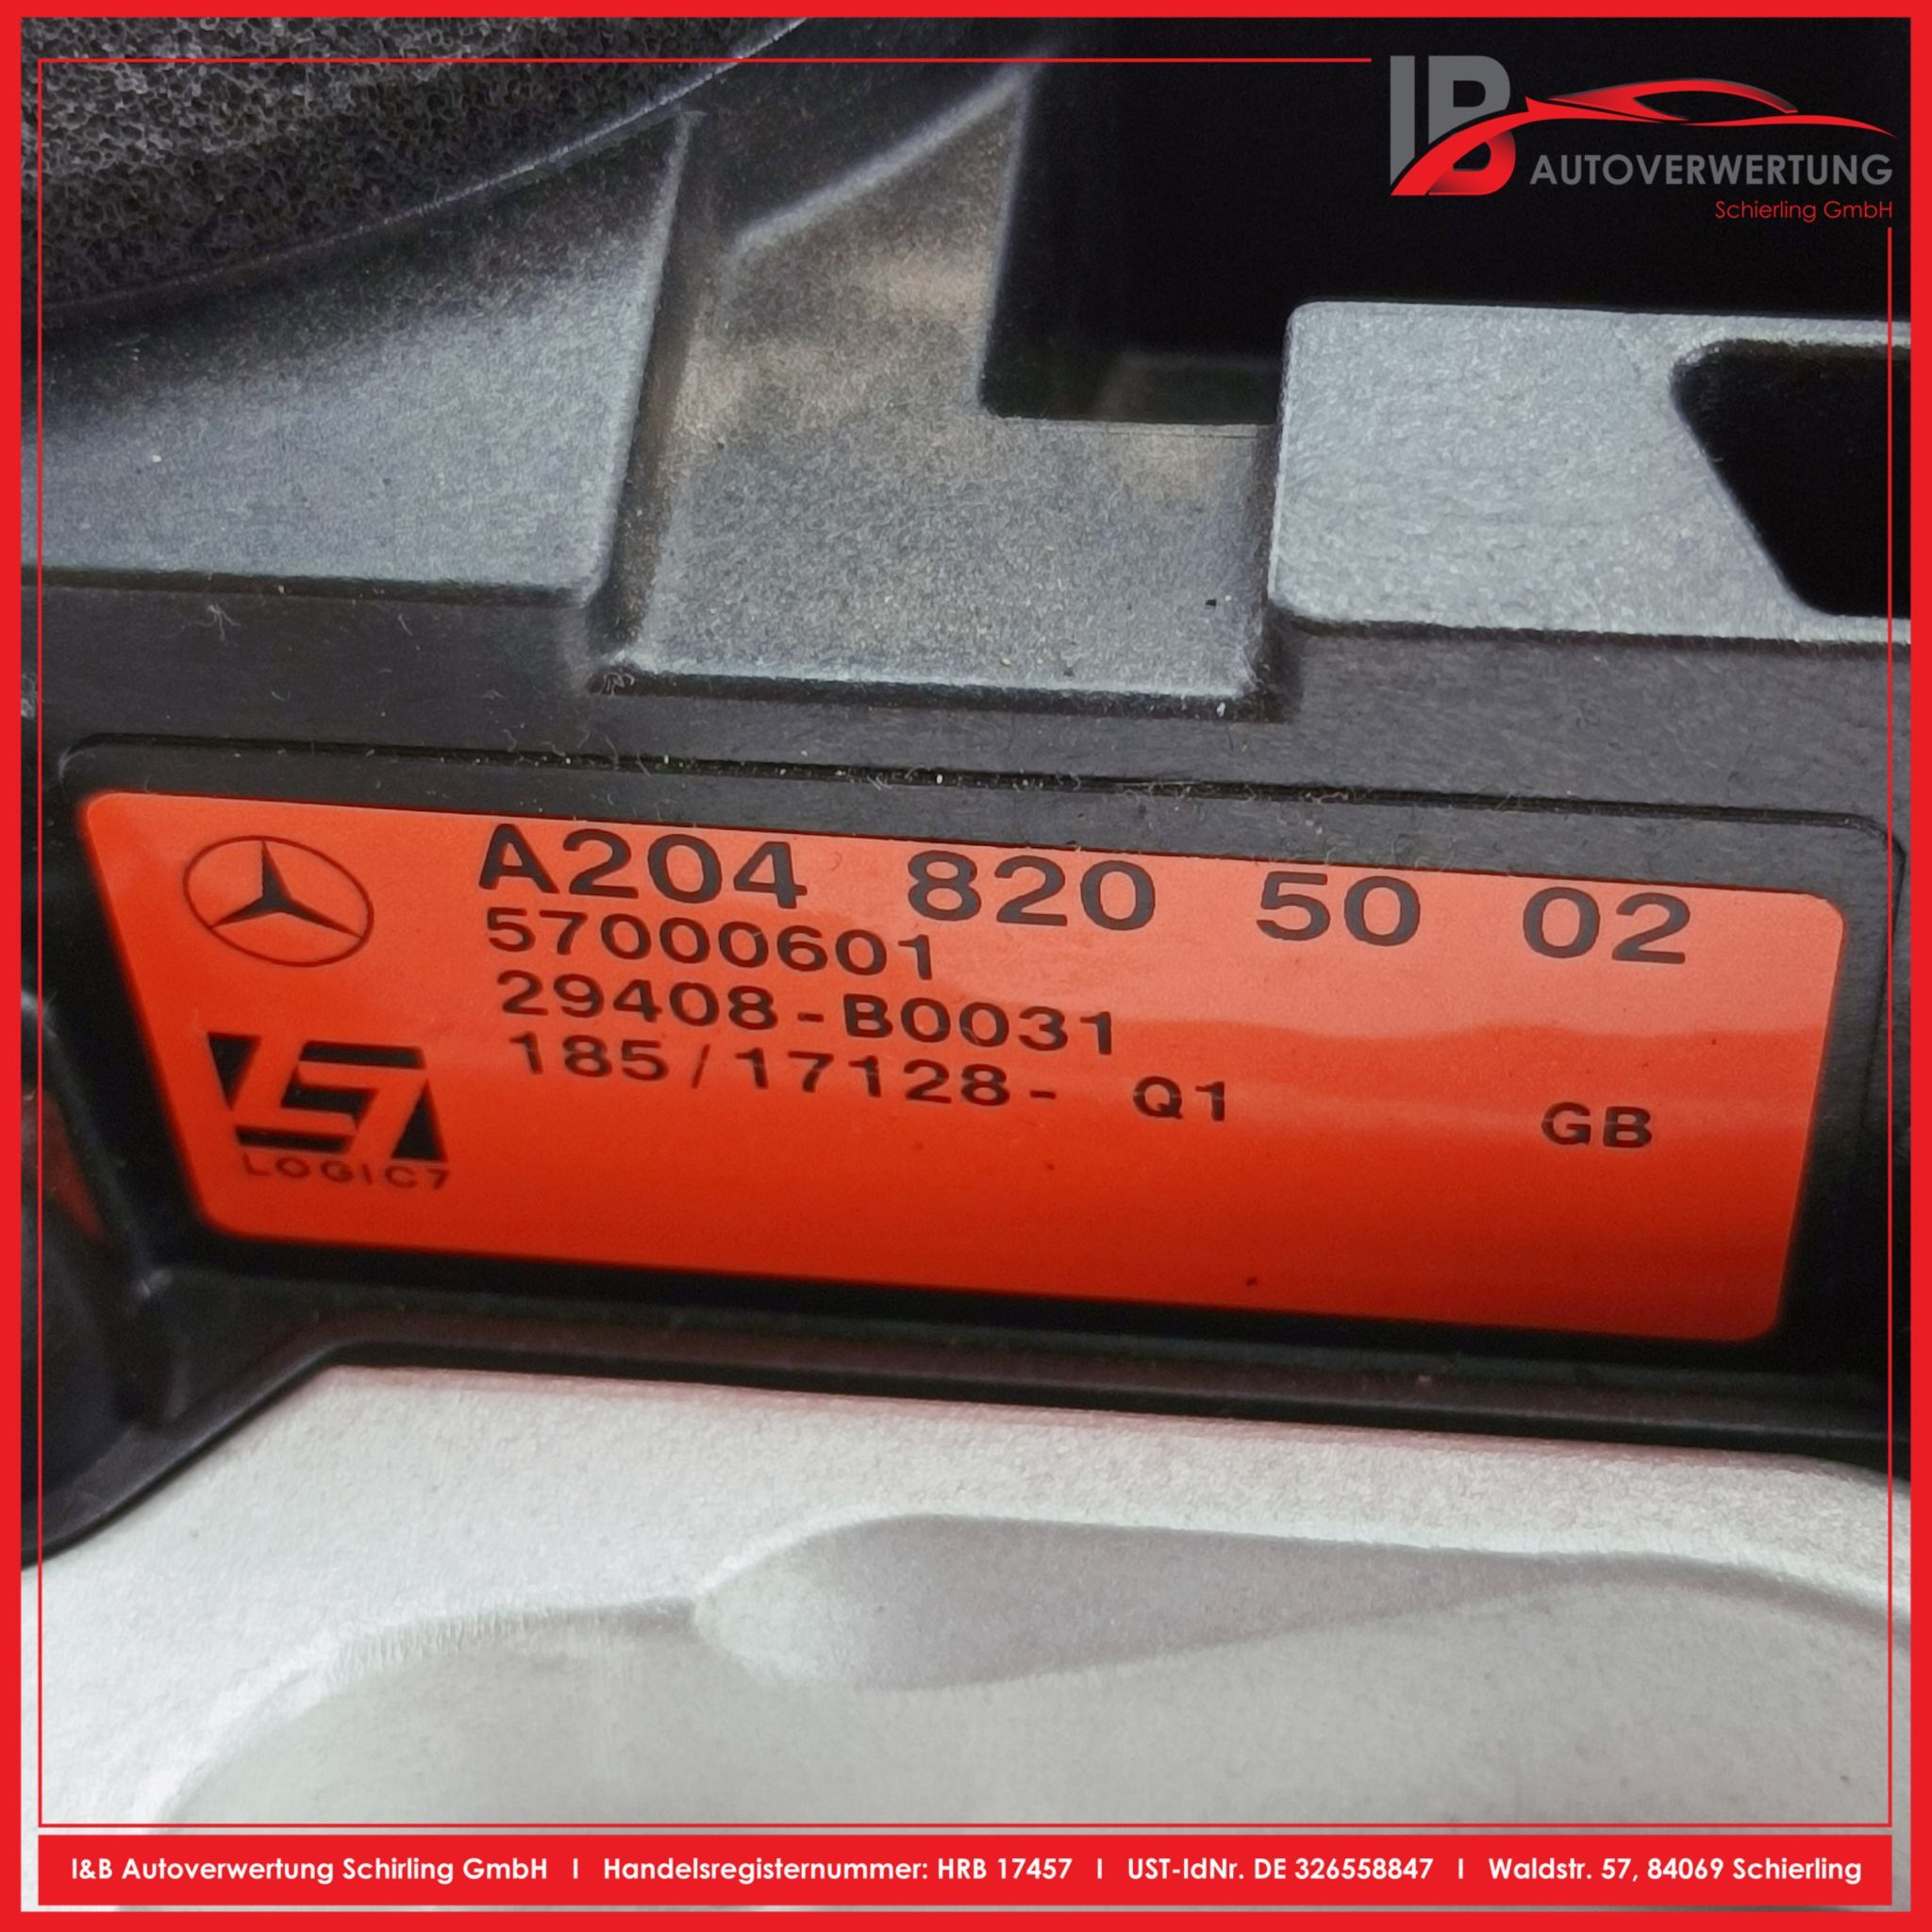 IB AUTOVERWERTUNG
Schierling GmbH
A204 820 50 02
57000601
29408-B0031
185/17128- Q1 GB
L7
LOGIC7
I&B Autoverwertung Schirling GmbH I Handelsregisternummer: HRB 17457 I UST-IdNr. DE 326558847 I Waldstr. 57, 84069 Schierling